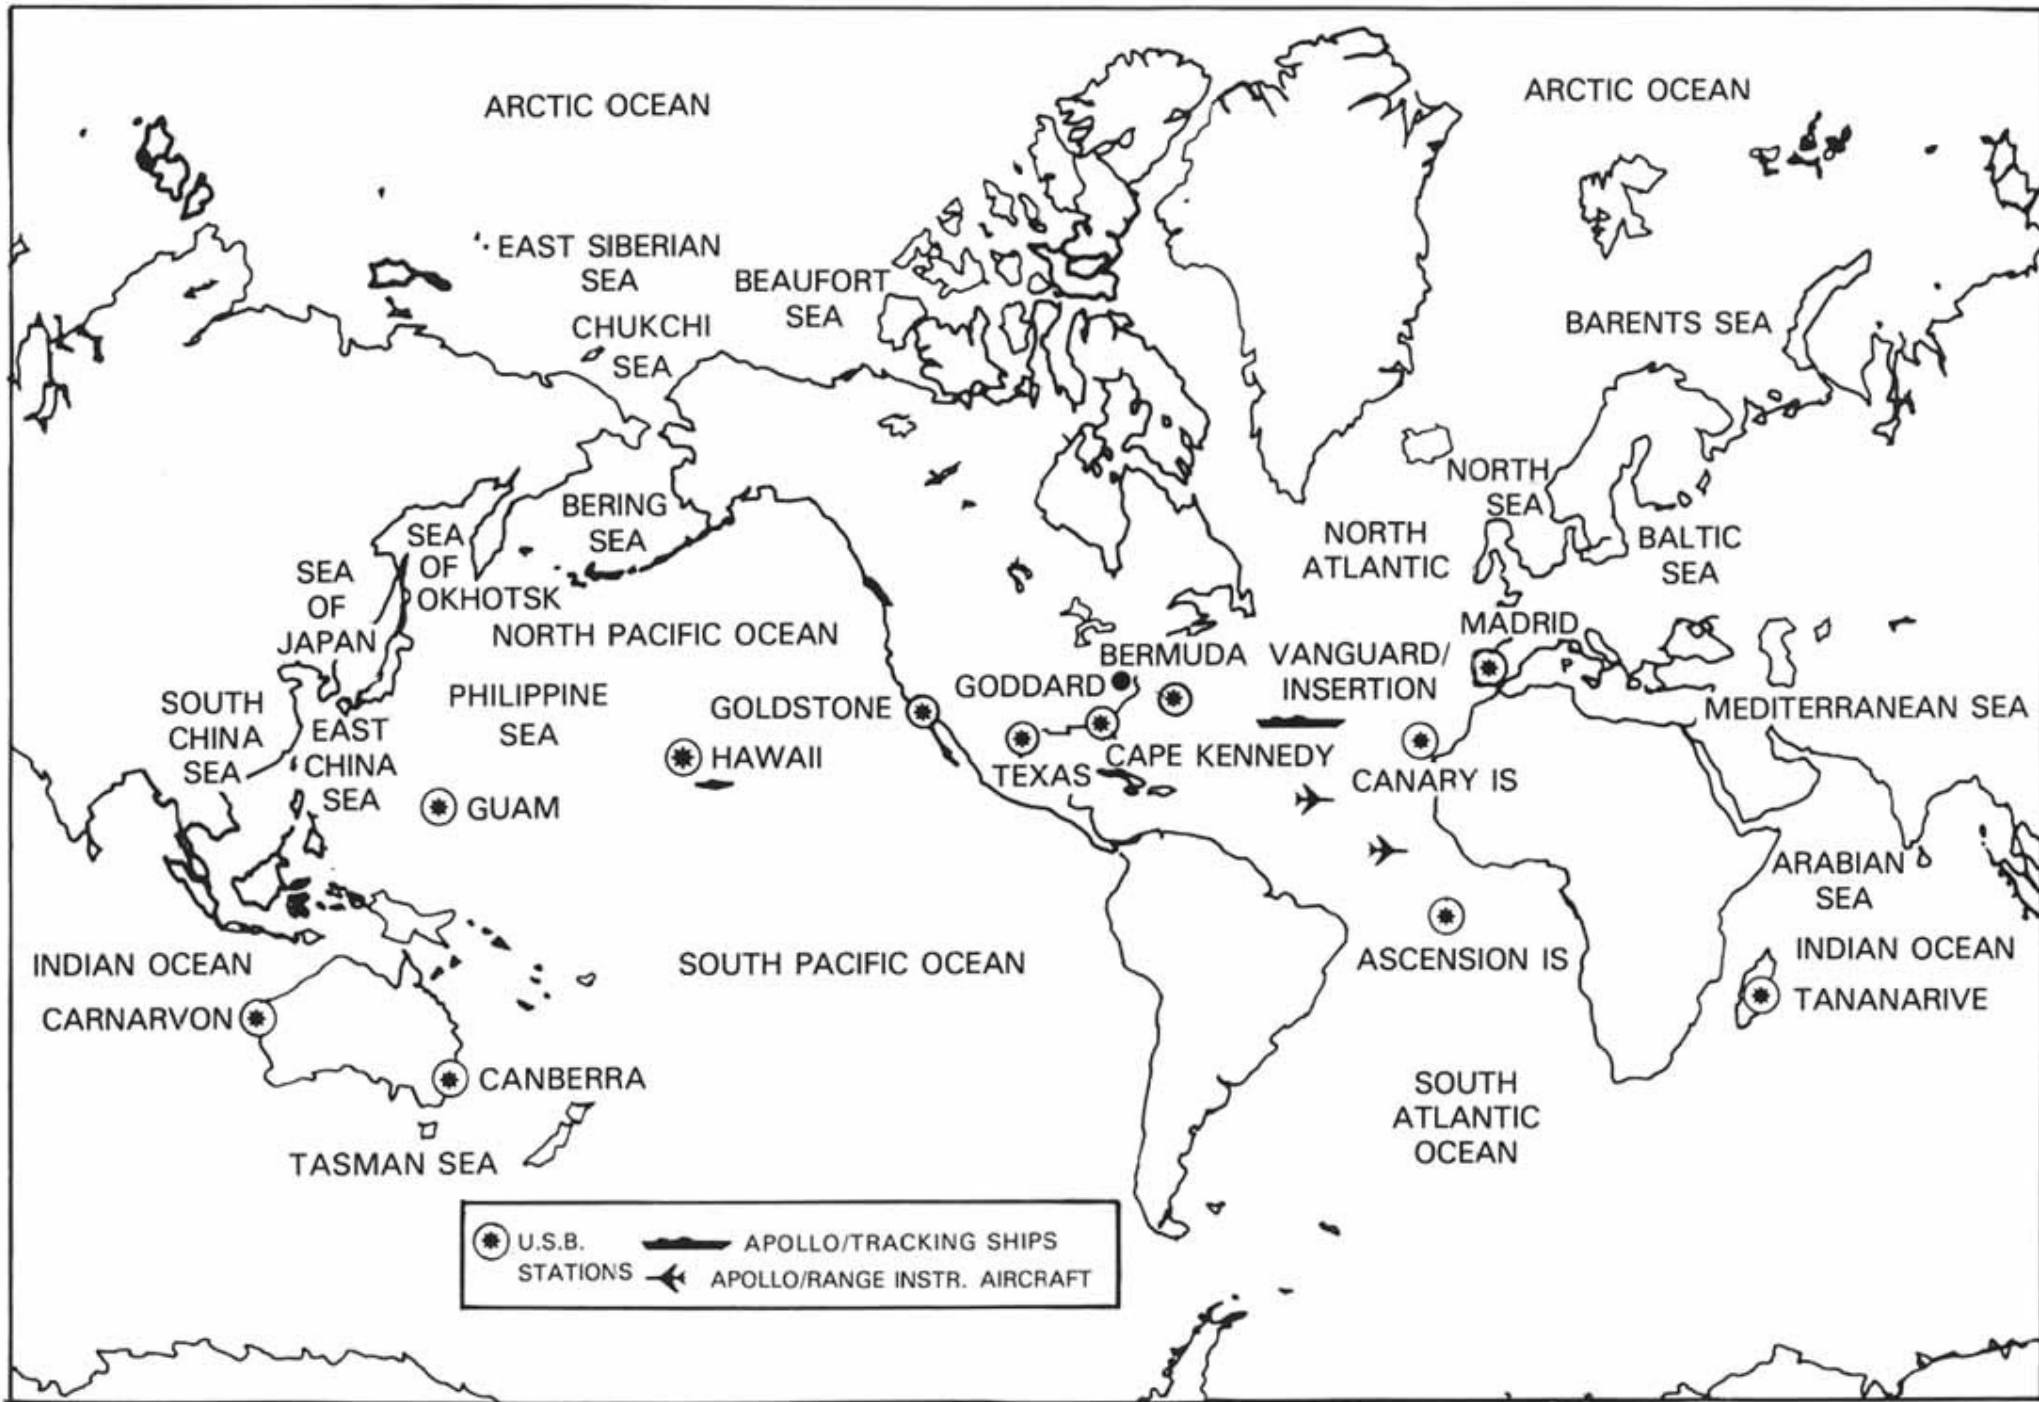 ARCTIC OCEAN
ARCTIC OCEAN
EAST SIBERIAN
SEA
BEAUFORT
SEA
CHUKCHI
SEA
BARENTS SEA
NORTH
SEA
BERING
SEA
SEA
OF
OKHOTSK
NORTH
ATLANTIC
BALTIC
SEA
SEA
OF
JAPAN
NORTH PACIFIC OCEAN
MADRID
BERMUDA
VANGUARD/
INSERTION
GODDARD
SOUTH
CHINA
SEA
EAST
CHINA
SEA
PHILIPPINE
SEA
GOLDSTONE
MEDITERRANEAN SEA
HAWAII
TEXAS
CAPE KENNEDY
CANARY IS
GUAM
ARABIAN
SEA
INDIAN OCEAN
SOUTH PACIFIC OCEAN
ASCENSION IS
INDIAN OCEAN
CARNARVON
TANANARIVE
CANBERRA
SOUTH
ATLANTIC
OCEAN
TASMAN SEA
U.S.B.
STATIONS
APOLLO/TRACKING SHIPS
APOLLO/RANGE INSTR. AIRCRAFT